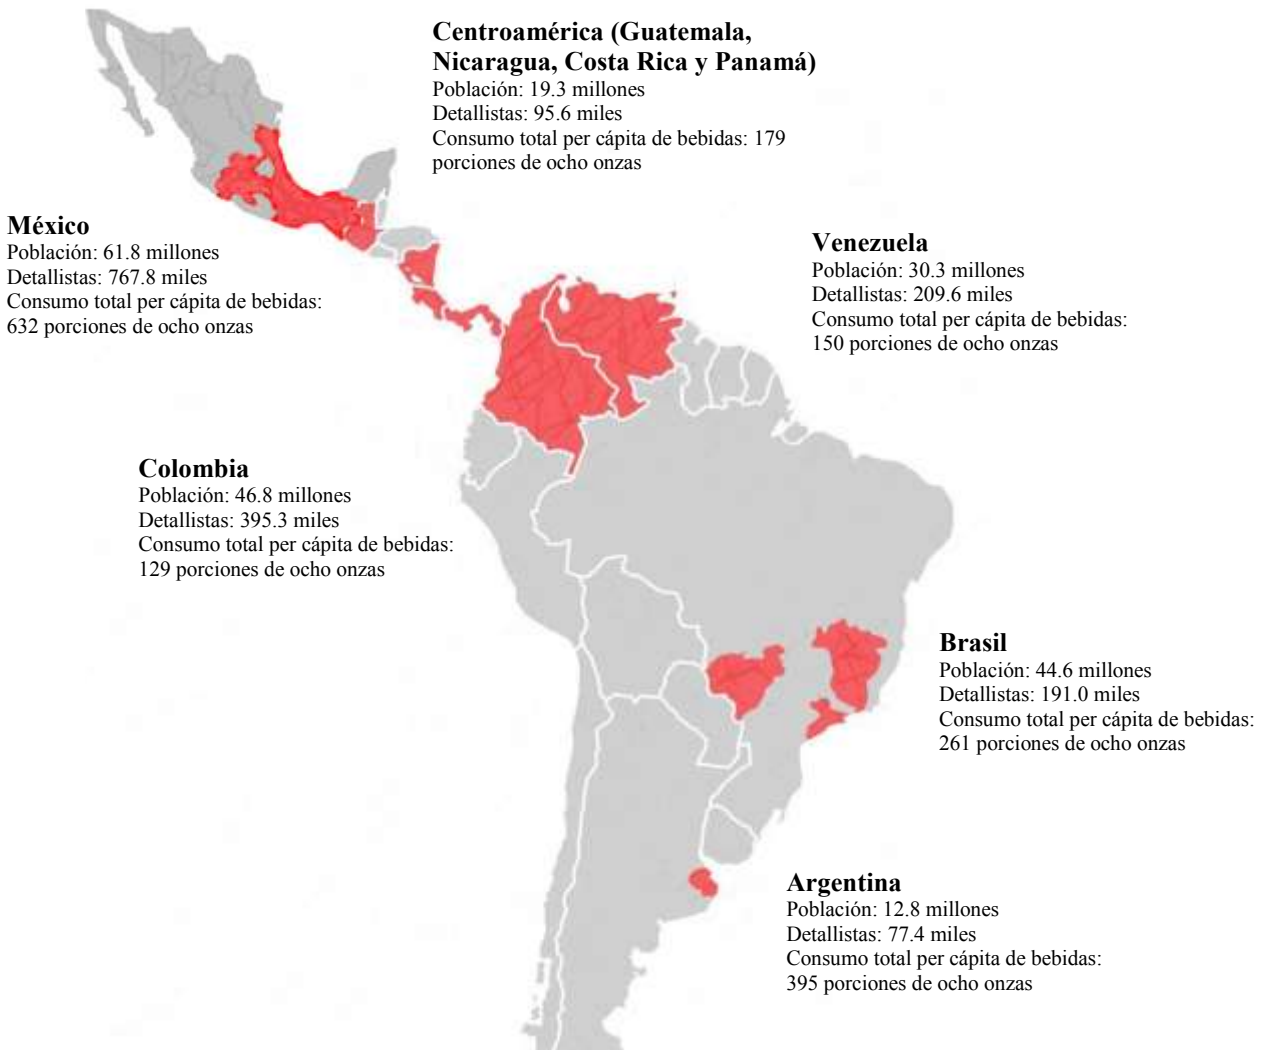 Centroamérica (Guatemala,
Nicaragua, Costa Rica y Panamá)
Población: 19.3 millones
Detallistas: 95.6 miles
Consumo total per cápita de bebidas: 179
porciones de ocho onzas
México
Población: 61.8 millones
Detallistas: 767.8 miles
Consumo total per cápita de bebidas:
632 porciones de ocho onzas
Venezuela
Población: 30.3 millones
Detallistas: 209.6 miles
Consumo total per cápita de bebidas:
150 porciones de ocho onzas
Colombia
Población: 46.8 millones
Detallistas: 395.3 miles
Consumo total per cápita de bebidas:
129 porciones de ocho onzas
Brasil
Población: 44.6 millones
Detallistas: 191.0 miles
Consumo total per cápita de bebidas:
261 porciones de ocho onzas
Argentina
Población: 12.8 millones
Detallistas: 77.4 miles
Consumo total per cápita de bebidas:
395 porciones de ocho onzas